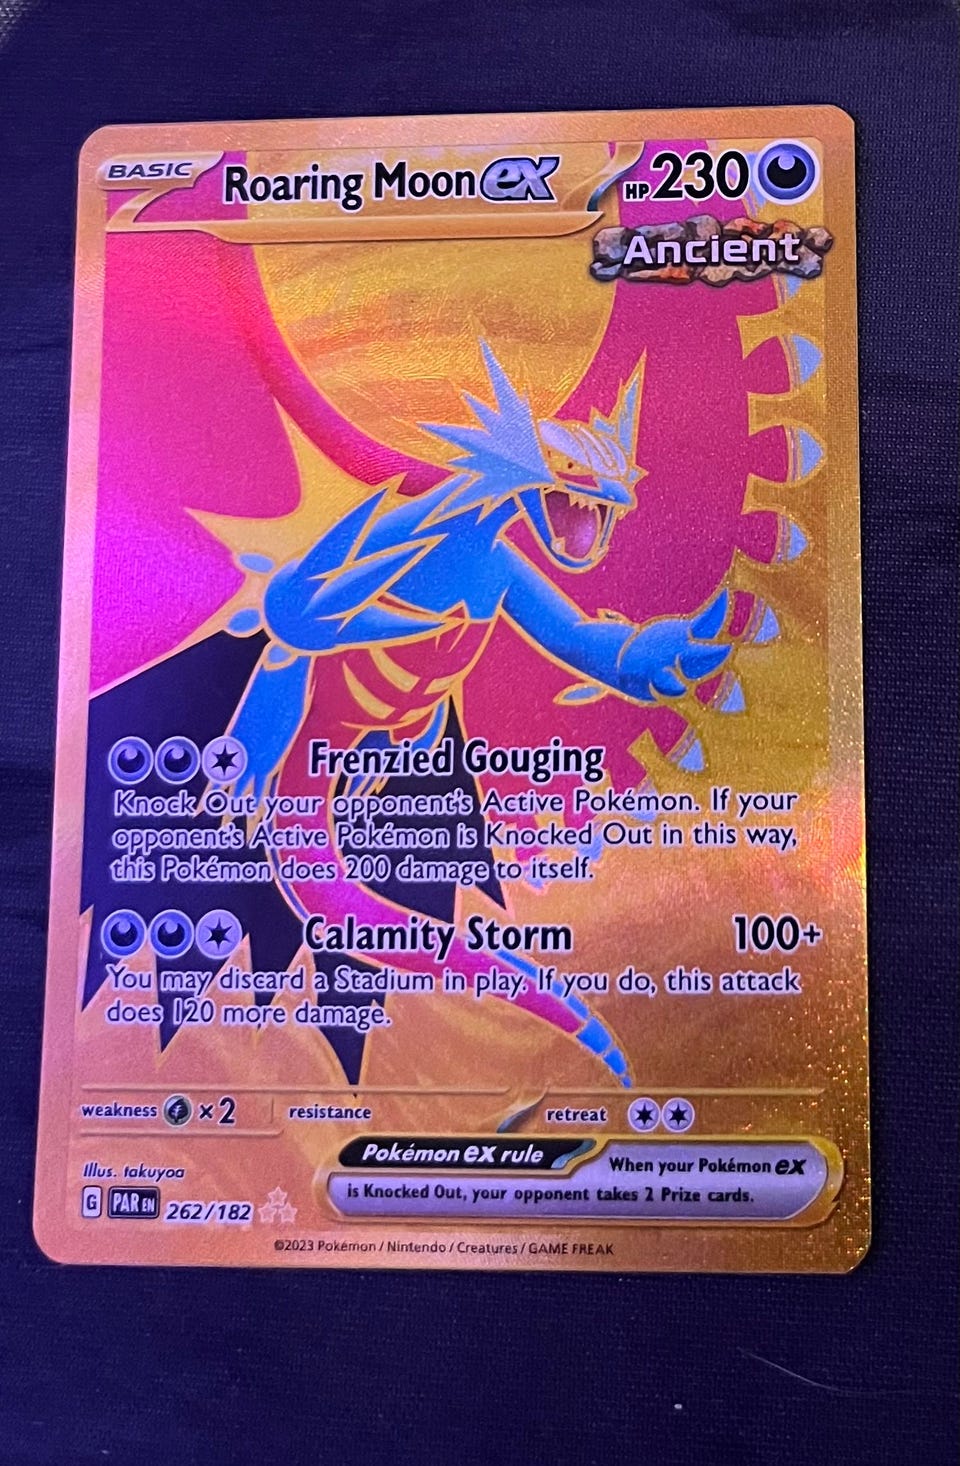 BASIC
Roaring Moon ex HP 230
Ancient
Frenzied Gouging
Knock Out your opponent's Active Pokémon. If your
opponent's Active Pokémon is Knocked Out in this way,
this Pokémon does 200 damage to itself.
Calamity Storm 100+
You may discard a Stadium in play. If you do, this attack
does 120 more damage.
weakness ×2 resistance retreat
Pokémon ex rule
When your Pokémon ex
is Knocked Out, your opponent takes 2 Prize cards.
Illus. takuyoa
G PAR EN 262/182
©2023 Pokémon / Nintendo / Creatures / GAME FREAK